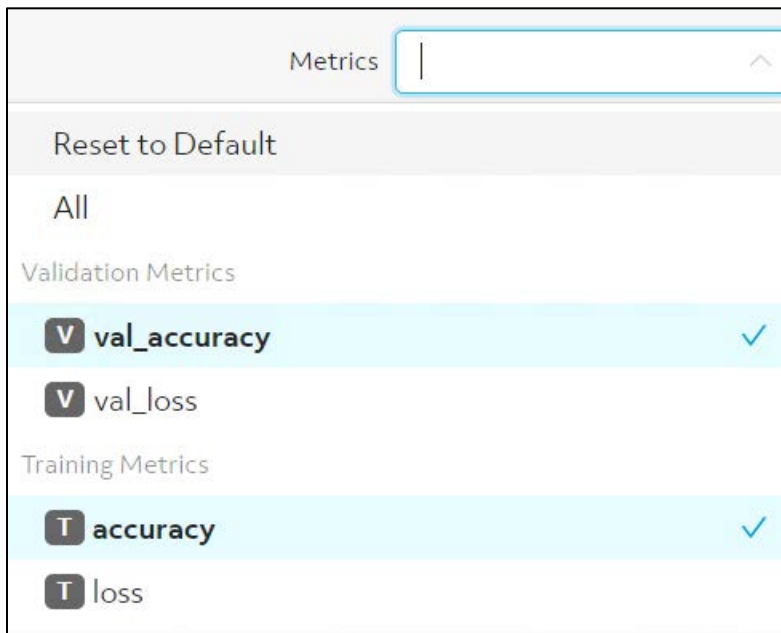 Metrics
Reset to Default
All
Validation Metrics
V val_accuracy
V val_loss
Training Metrics
T accuracy
T loss